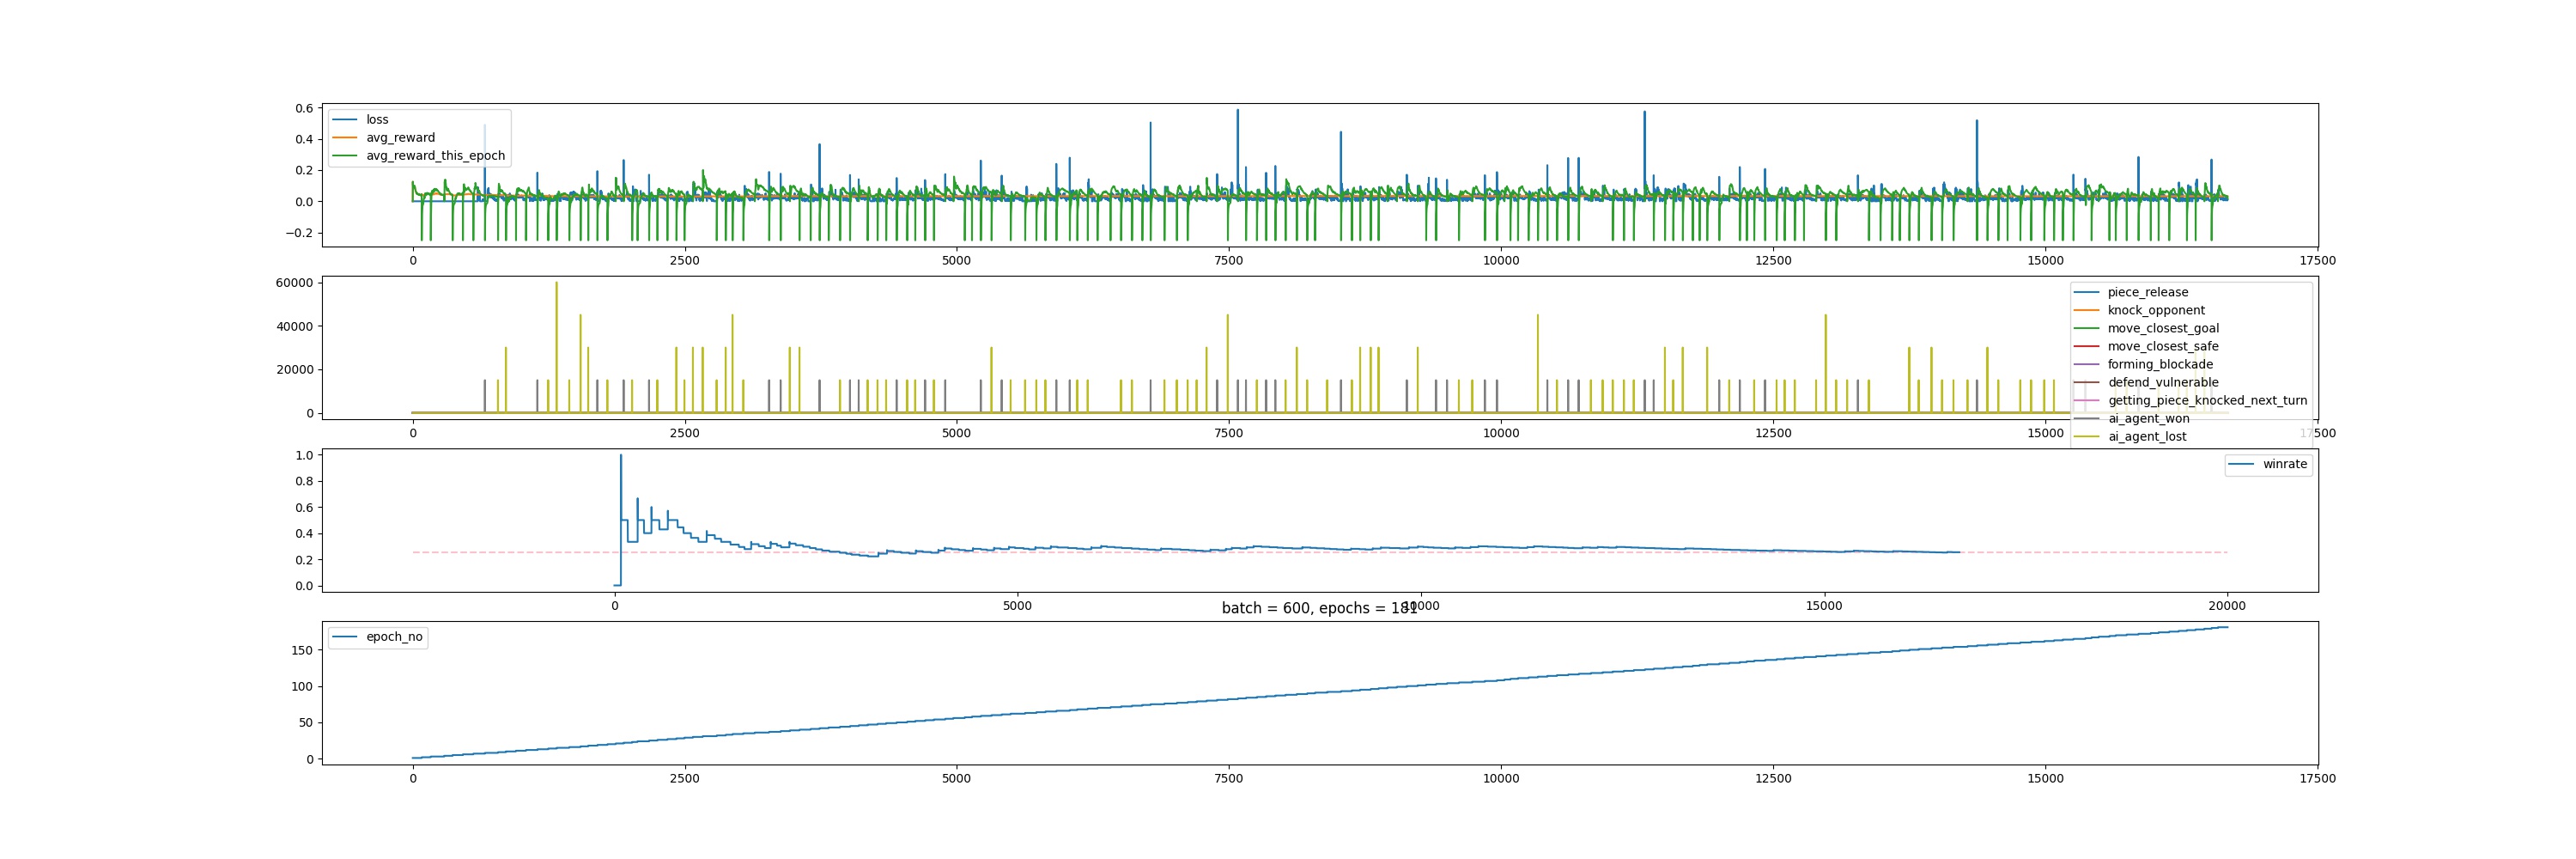 0.6
0.4
0.2
0.0
−0.2
loss
avg_reward
avg_reward_this_epoch
0 2500 5000 7500 10000 12500 15000 17500
60000
40000
20000
0
piece_release
knock_opponent
move_closest_goal
move_closest_safe
forming_blockade
defend_vulnerable
getting_piece_knocked_next_turn
ai_agent_won
ai_agent_lost
0 2500 5000 7500 10000 12500 15000 17500
1.0
0.8
0.6
0.4
0.2
0.0
winrate
0 5000 10000 15000 20000
batch = 600, epochs = 181
150
100
50
0
epoch_no
0 2500 5000 7500 10000 12500 15000 17500